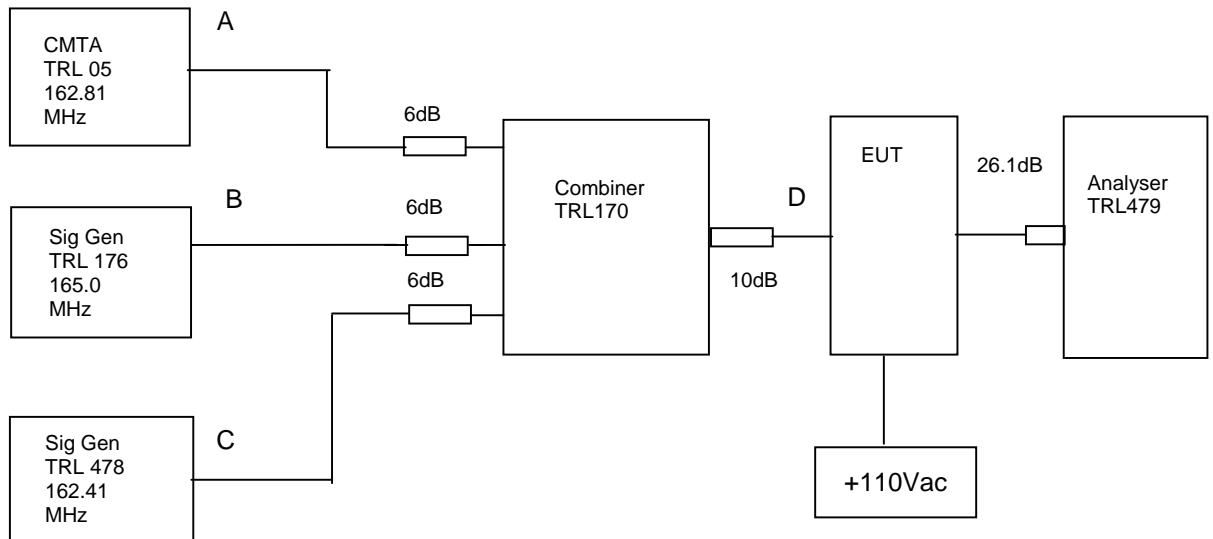 A
CMTA
TRL 05
162.81
MHz
6dB
B
Sig Gen
TRL 176
165.0
MHz
6dB
6dB
Combiner
TRL170
D
10dB
EUT
26.1dB
Analyser
TRL479
C
Sig Gen
TRL 478
162.41
MHz
+110Vac